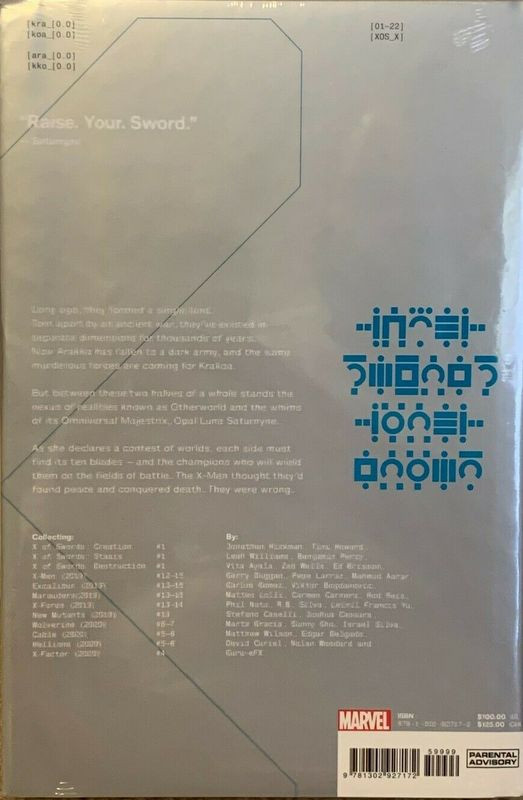 [kra_[0.0]
[koa_[0.0]
[ara_[0.0]
[kko_[0.0]
[01-22]
[XOS_X]
"Raise. Your. Sword."
— Saturnyne
Long ago, they formed a single land.
Torn apart by an ancient war, they've existed in
separate dimensions for thousands of years.
Now Arakko has fallen to a dark army, and the same
murderous forces are coming for Krakoa.
But between these two halves of a whole stands the
nexus of realities known as Otherworld and the whims
of its Omniversal Majestrix, Opal Luna Saturnyne.
As she declares a contest of worlds, each side must
find its ten blades — and the champions who will wield
them on the fields of battle. The X-Men thought they'd
found peace and conquered death. They were wrong.
Collecting:
X of Swords: Creation #1
X of Swords: Stasis #1
X of Swords: Destruction #1
X-Men (2019) #12-15
Excalibur (2019) #13-15
Marauders(2019) #13-15
X-Force (2019) #13-14
New Mutants (2019) #13
Wolverine (2020) #6-7
Cable (2020) #5-6
Hellions (2020) #5-6
X-Factor (2020) #4
By:
Jonathan Hickman, Tini Howard,
Leah Williams, Benjamin Percy,
Vita Ayala, Zeb Wells, Ed Brisson,
Gerry Duggan, Pepe Larraz, Mahmud Asrar
Carlos Gomez, Viktor Bogdanovic,
Matteo Lolli, Carmen Carnero, Rod Reis,
Phil Noto, R.B. Silva, Leinil Francis Yu,
Stefano Caselli, Joshua Cassara,
Marte Gracia, Sunny Gho, Israel Silva,
Matthew Wilson, Edgar Delgado,
David Curiel, Nolan Woodard and
Guru-eFX
MARVEL
ISBN
978-1-302-92717-2
$100.00 US
$125.00 CAN
59999
9 781302 927172
PARENTAL
ADVISORY